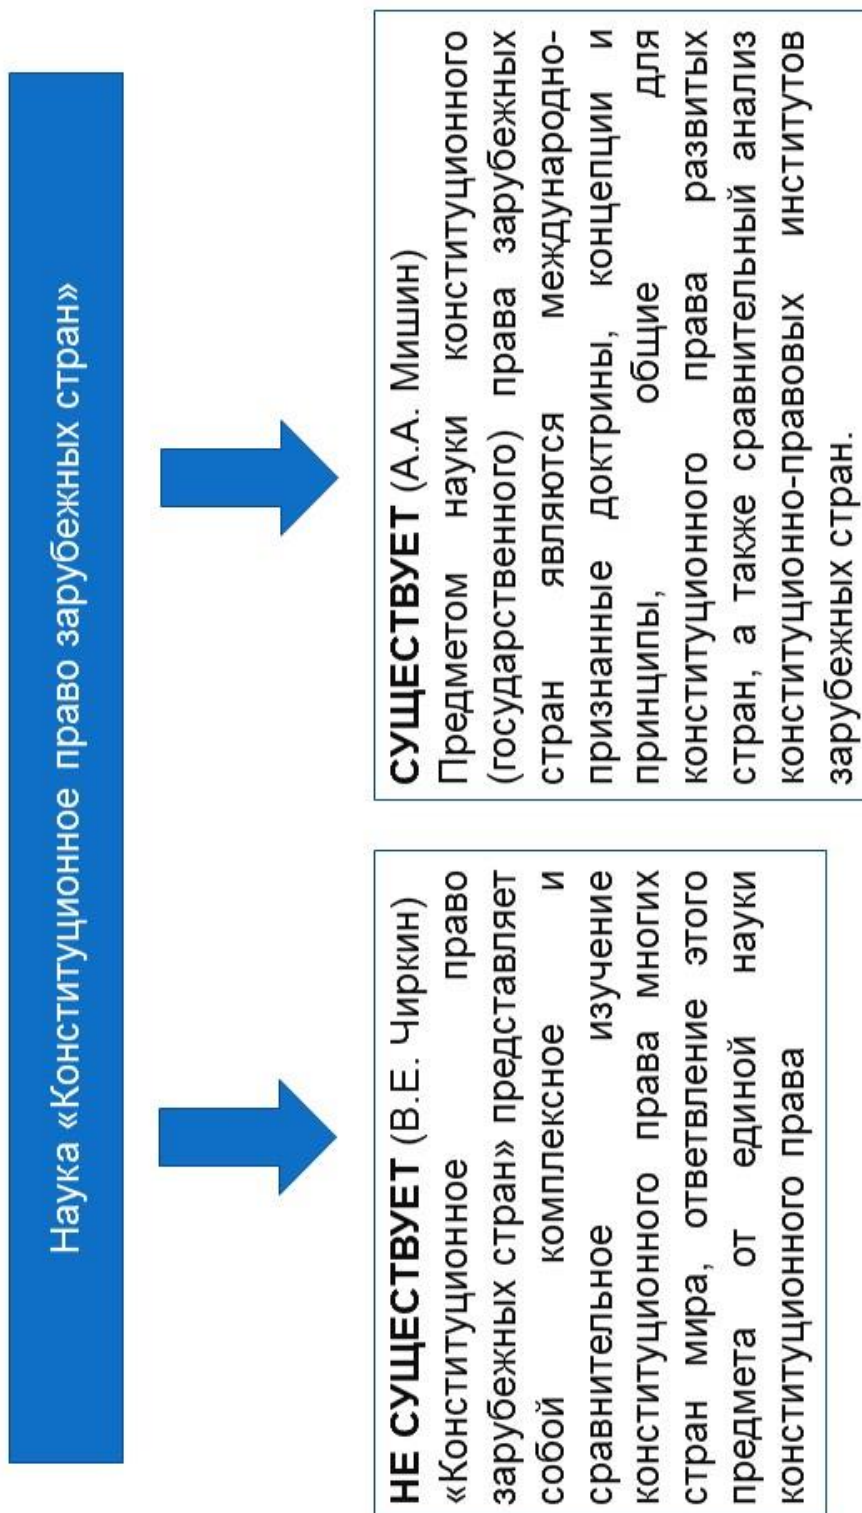 Наука «Конституционное право зарубежных стран»
НЕ СУЩЕСТВУЕТ (В.Е. Чиркин)
«Конституционное право
зарубежных стран» представляет
собой комплексное и
сравнительное изучение
конституционного права многих
стран мира, ответвление этого
предмета от единой науки
конституционного права
СУЩЕСТВУЕТ (А.А. Мишин)
Предметом науки конституционного
(государственного) права зарубежных
стран являются международно-
признанные доктрины, концепции и
принципы, общие для
конституционного права развитых
стран, а также сравнительный анализ
конституционно-правовых институтов
зарубежных стран.